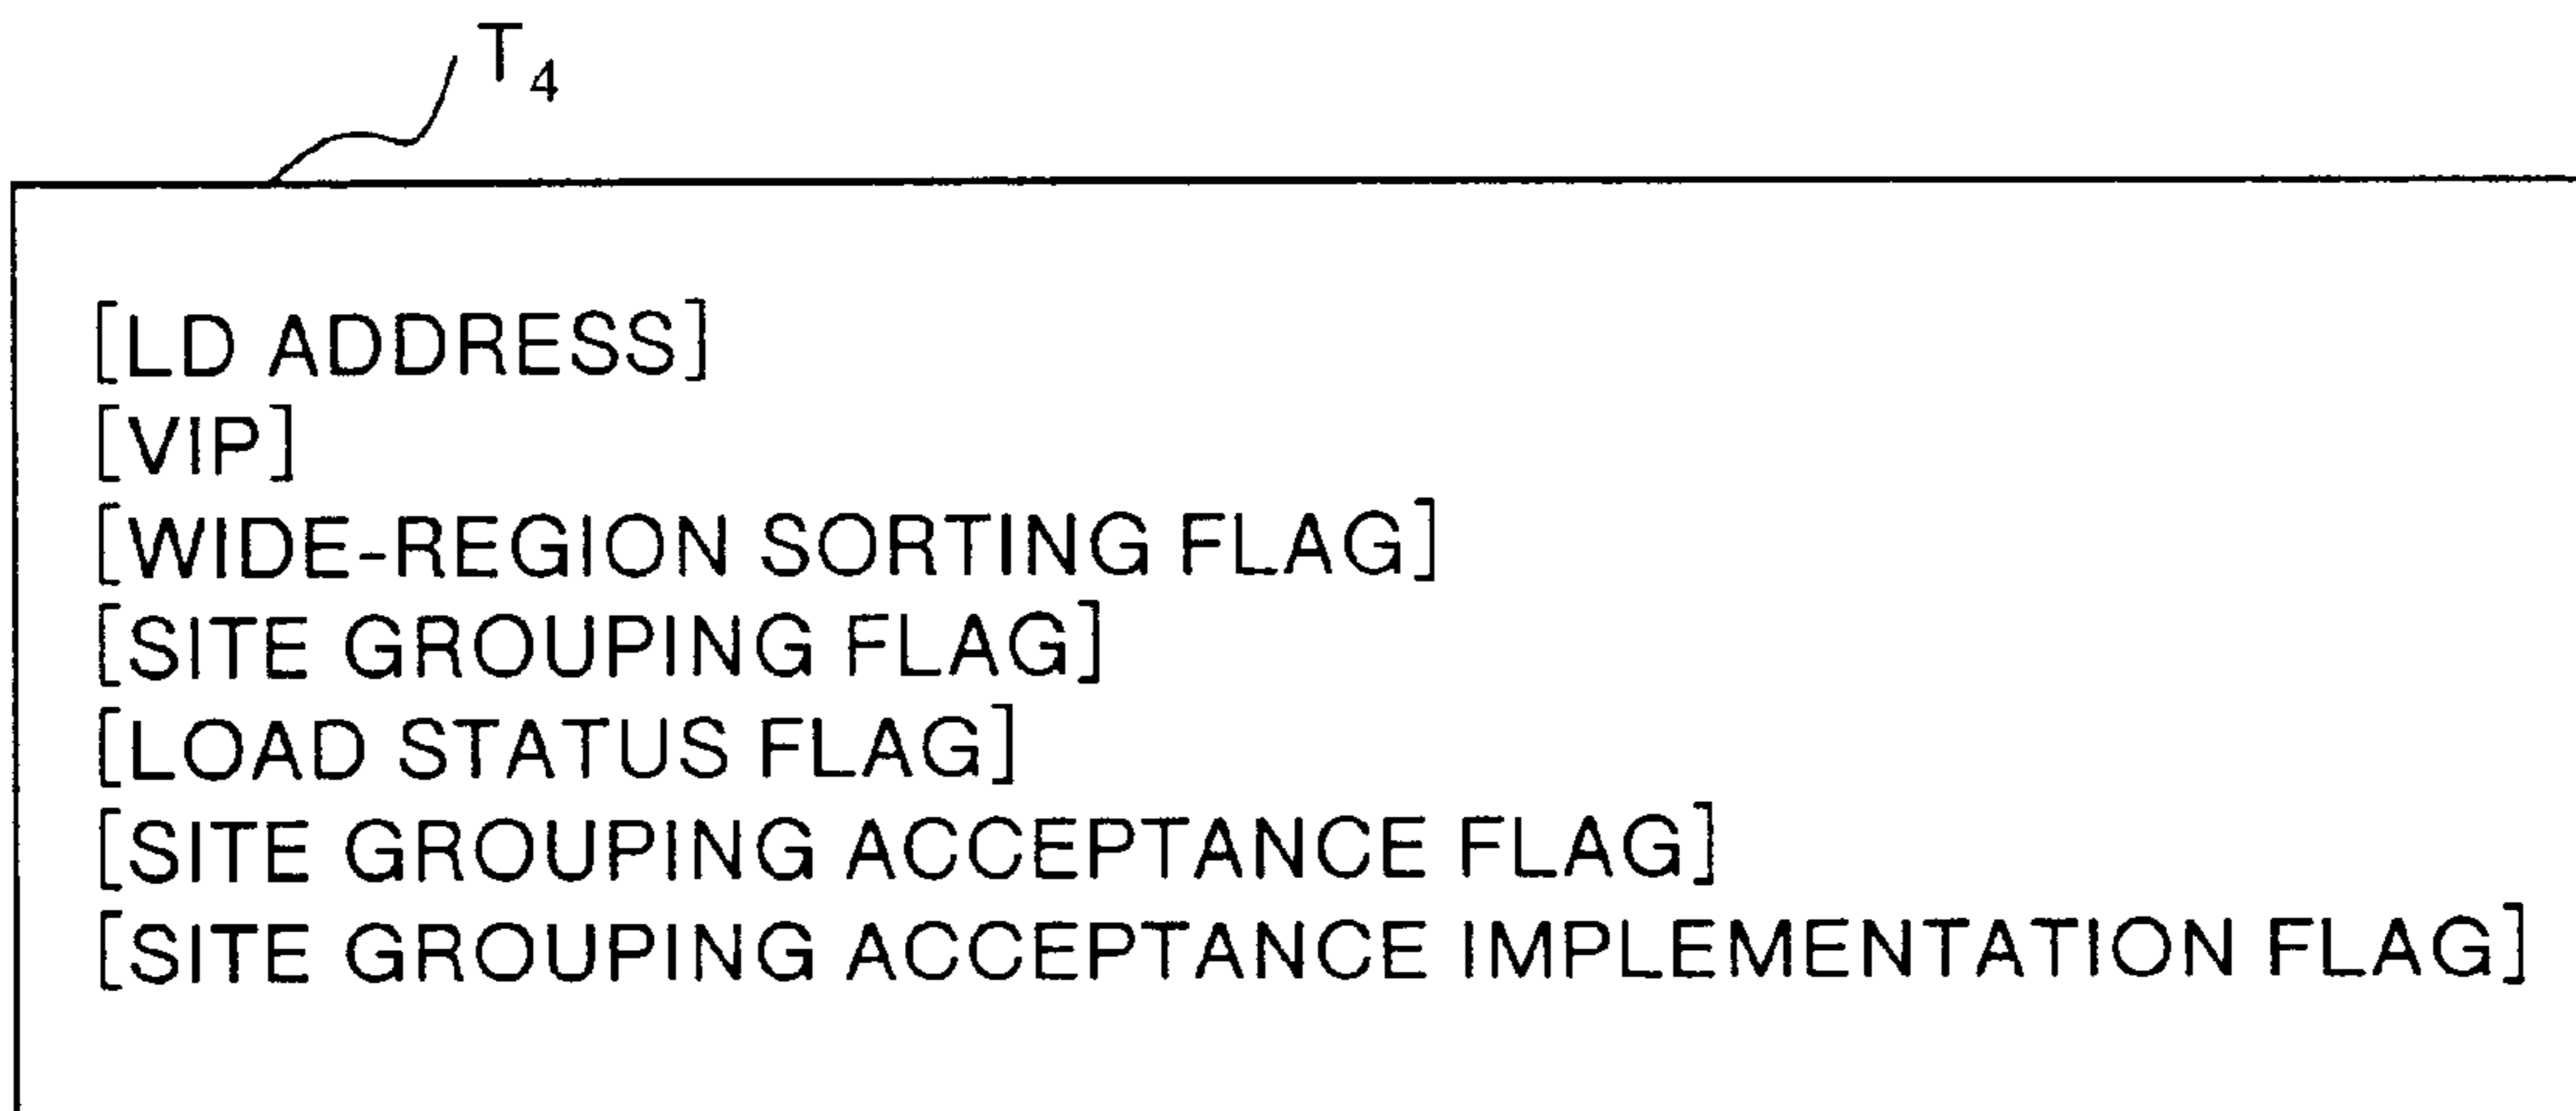 T4
[LD ADDRESS]
[VIP]
[WIDE-REGION SORTING FLAG]
[SITE GROUPING FLAG]
[LOAD STATUS FLAG]
[SITE GROUPING ACCEPTANCE FLAG]
[SITE GROUPING ACCEPTANCE IMPLEMENTATION FLAG]